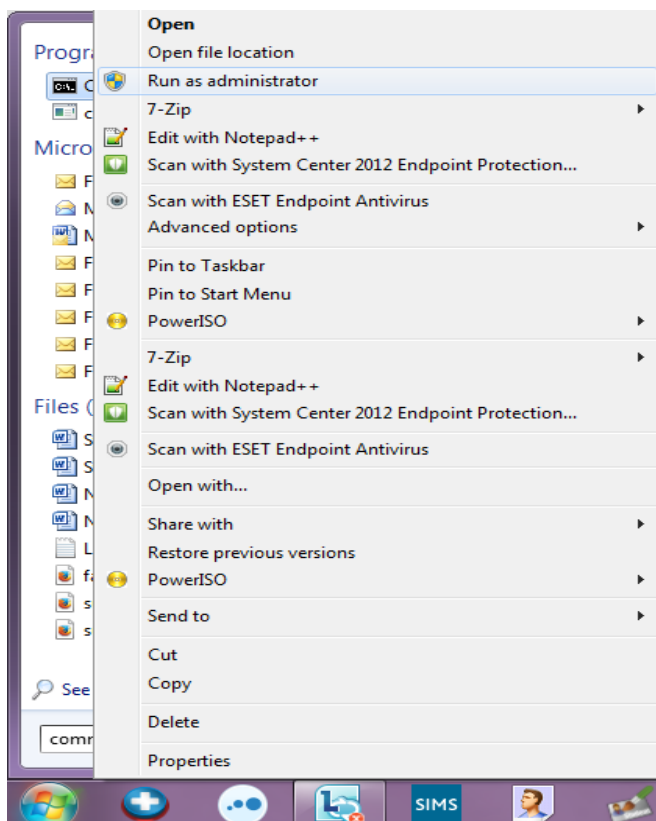 Open
Open file location
Run as administrator
7-Zip
Edit with Notepad++
Scan with System Center 2012 Endpoint Protection...
Scan with ESET Endpoint Antivirus
Advanced options
Pin to Taskbar
Pin to Start Menu
PowerISO
7-Zip
Edit with Notepad++
Scan with System Center 2012 Endpoint Protection...
Scan with ESET Endpoint Antivirus
Open with...
Share with
Restore previous versions
PowerISO
Send to
Cut
Copy
Delete
Properties
Progra
C
c
Micro
F
M
N
F
F
F
F
F
Files (
S
S
N
N
L
fa
s
s
See
comr
SIMS